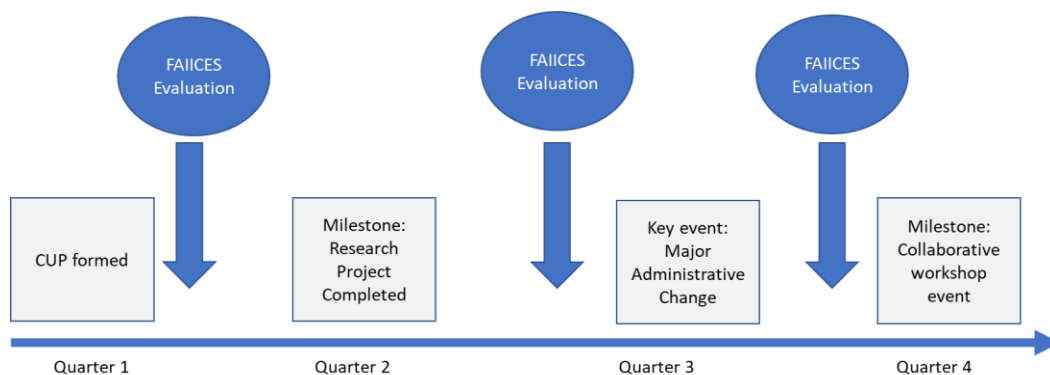 FAIICES
Evaluation
FAIICES
Evaluation
FAIICES
Evaluation
CUP formed
Milestone:
Research
Project
Completed
Key event:
Major
Administrative
Change
Milestone:
Collaborative
workshop
event
Quarter 1
Quarter 2
Quarter 3
Quarter 4